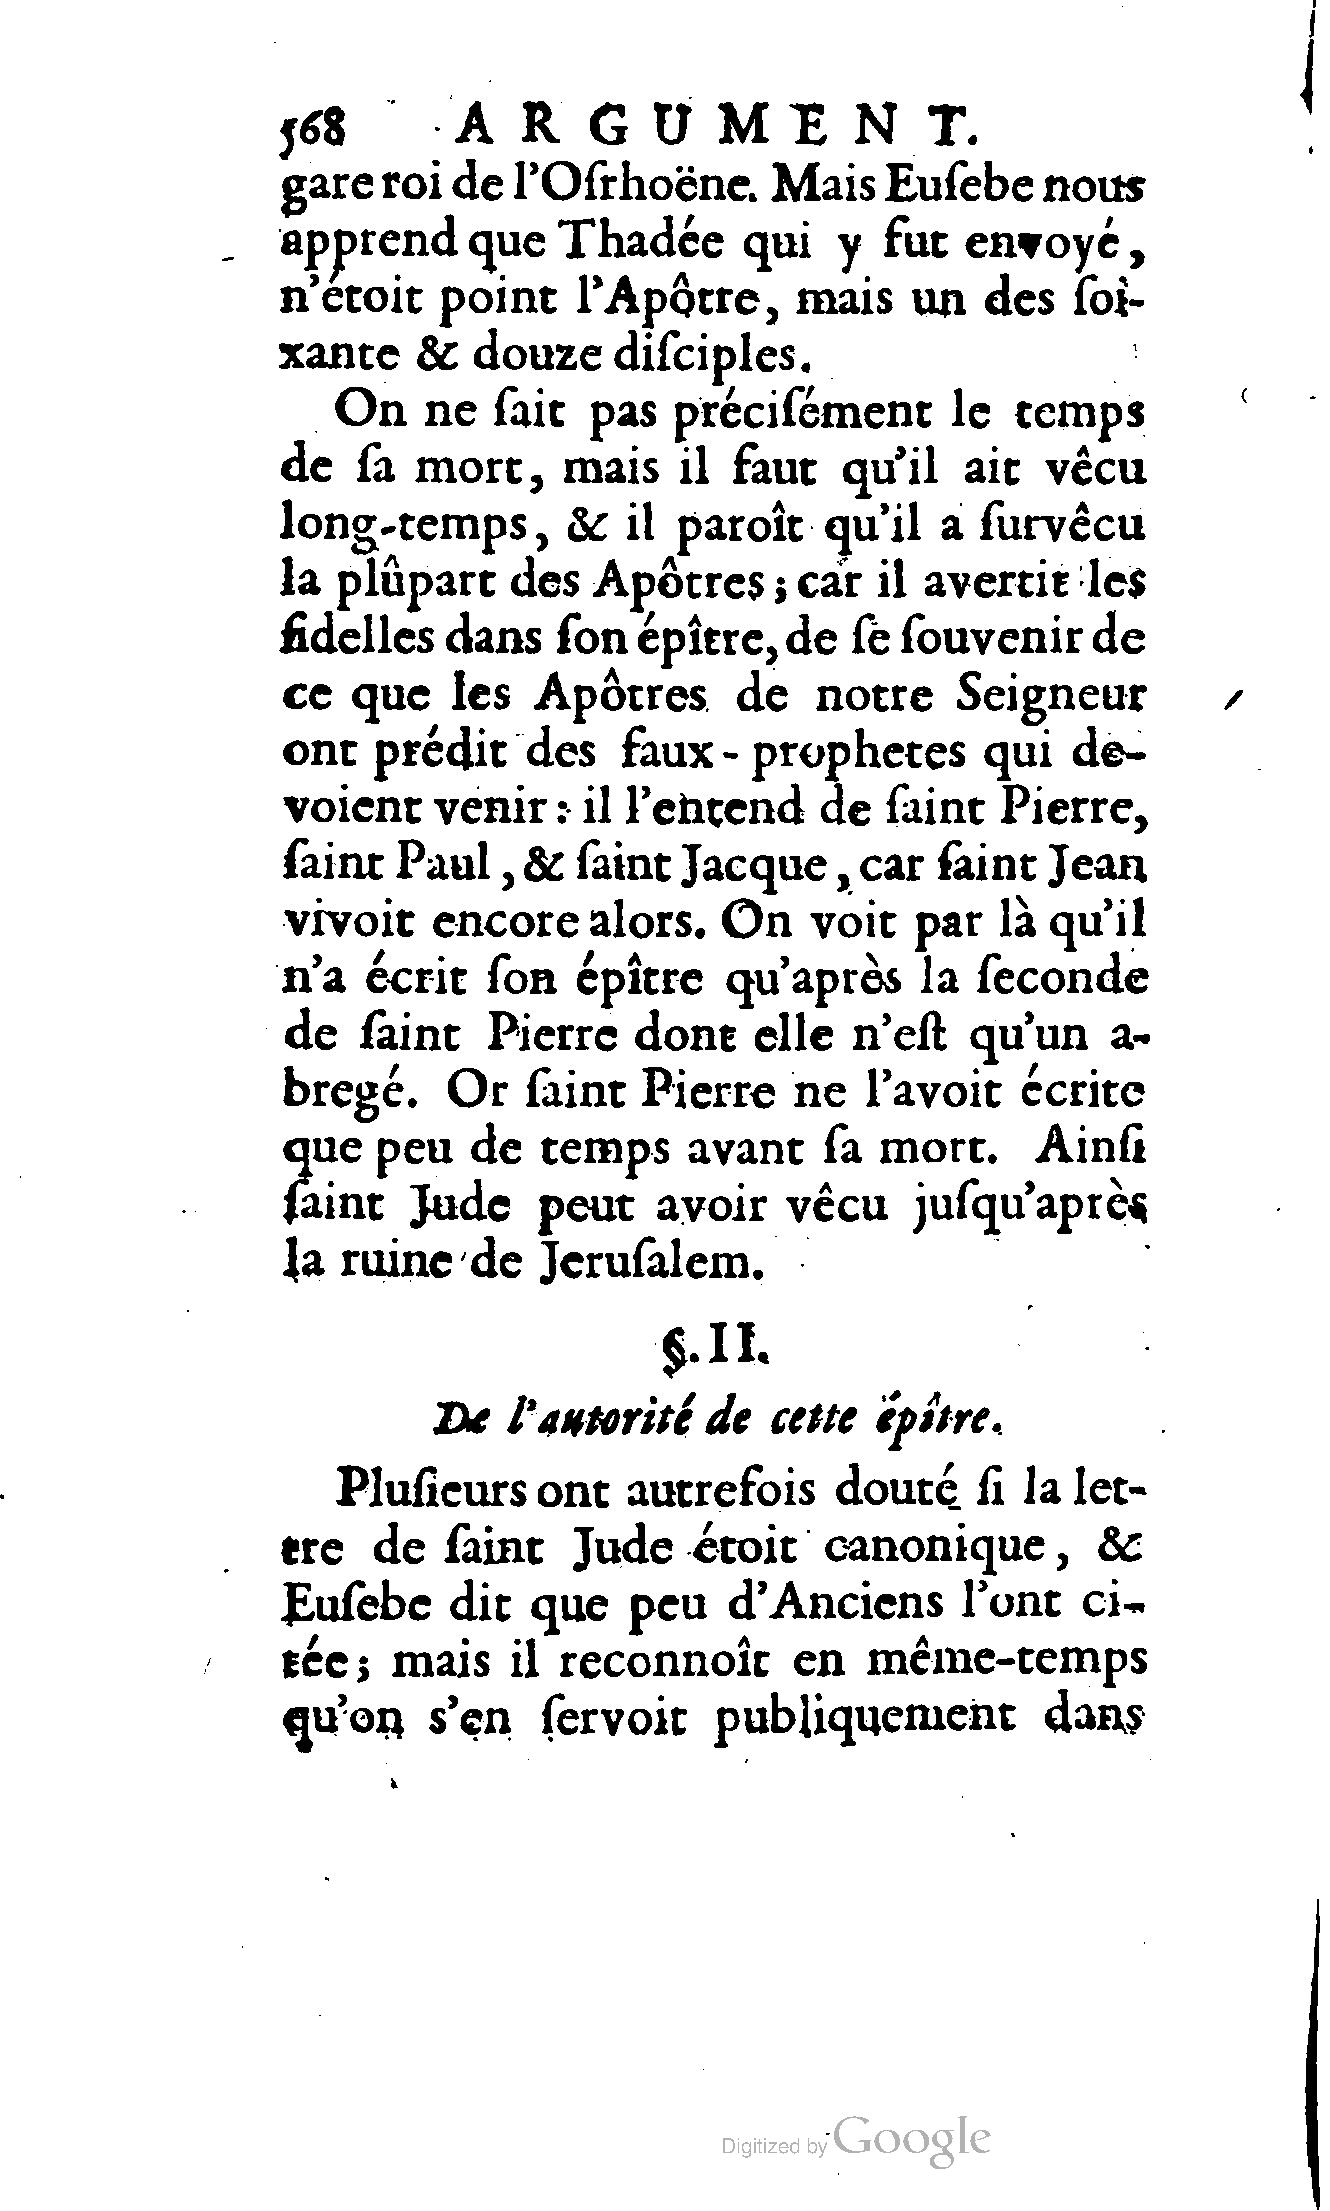 568 ARGUMENT.
gare roi de l'Oſrhoëne. Mais Euſebe nous
apprend que Thadée qui y fut envoyé,
n'étoit point l'Apôtre, mais un des ſoi-
xante & douze diſciples.
On ne ſait pas préciſément le temps
de ſa mort, mais il faut qu'il ait vêcu
long-temps, & il paroît qu'il a ſurvêcu
la plûpart des Apôtres; car il avertit les
fidelles dans ſon épître, de ſe ſouvenir de
ce que les Apôtres de notre Seigneur
ont prédit des faux-prophetes qui de-
voient venir: il l'entend de ſaint Pierre,
ſaint Paul, & ſaint Jacque, car ſaint Jean
vivoit encore alors. On voit par là qu'il
n'a écrit ſon épître qu'après la ſeconde
de ſaint Pierre dont elle n'eſt qu'un a-
bregé. Or ſaint Pierre ne l'avoit écrite
que peu de temps avant ſa mort. Ainſi
ſaint Jude peut avoir vêcu juſqu'après
la ruine de Jeruſalem.
§. II.
De l'autorité de cette épître.
Pluſieurs ont autrefois douté ſi la let-
tre de ſaint Jude étoit canonique, &
Euſebe dit que peu d'Anciens l'ont ci-
tée; mais il reconnoît en même-temps
qu'on s'en ſervoit publiquement dans
Digitized by Google